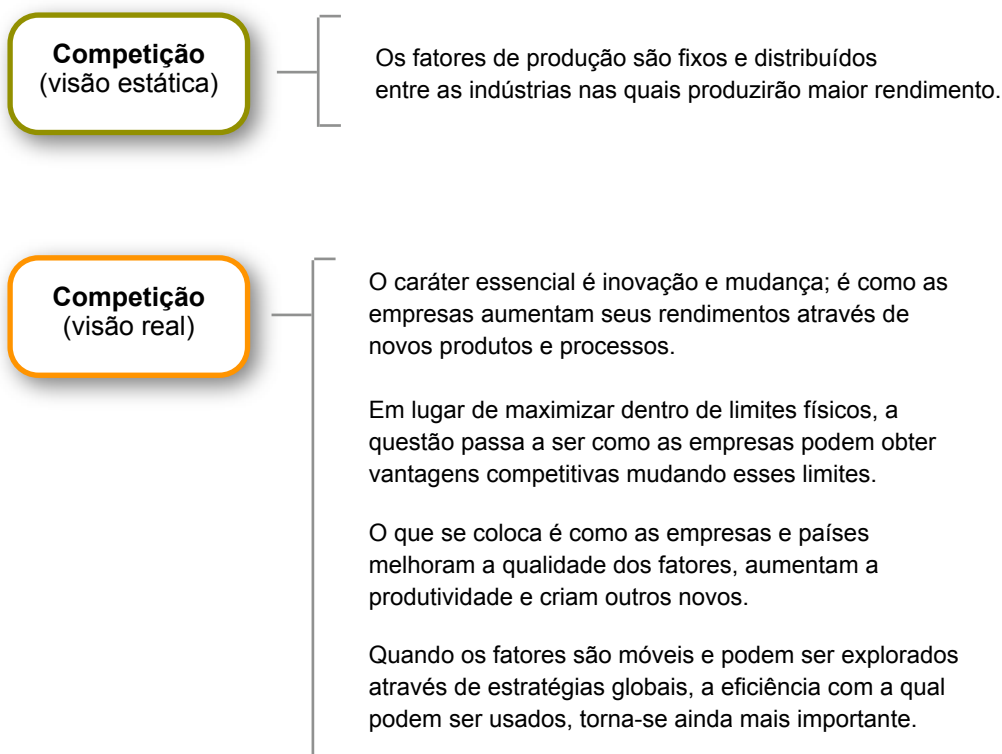 Competição
(visão estática)
Os fatores de produção são fixos e distribuídos
entre as indústrias nas quais produzirão maior rendimento.
Competição
(visão real)
O caráter essencial é inovação e mudança; é como as
empresas aumentam seus rendimentos através de
novos produtos e processos.
Em lugar de maximizar dentro de limites físicos, a
questão passa a ser como as empresas podem obter
vantagens competitivas mudando esses limites.
O que se coloca é como as empresas e países
melhoram a qualidade dos fatores, aumentam a
produtividade e criam outros novos.
Quando os fatores são móveis e podem ser explorados
através de estratégias globais, a eficiência com a qual
podem ser usados, torna-se ainda mais importante.